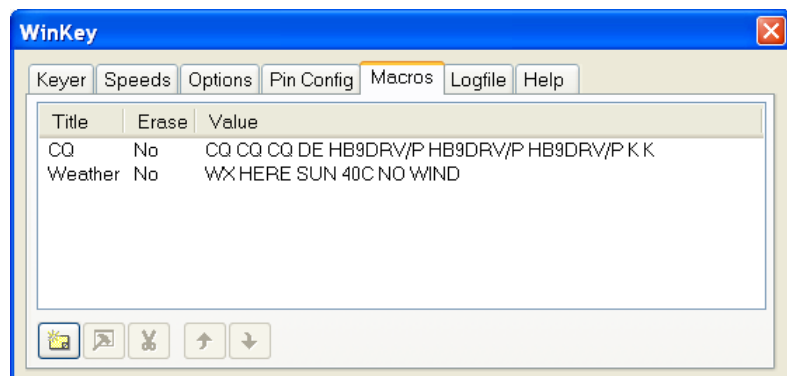 WinKey
Keyer Speeds Options Pin Config Macros Logfile Help
Title Erase Value
CQ No CQ CQ CQ DE HB9DRV/P HB9DRV/P HB9DRV/P K K
Weather No WX HERE SUN 40C NO WIND